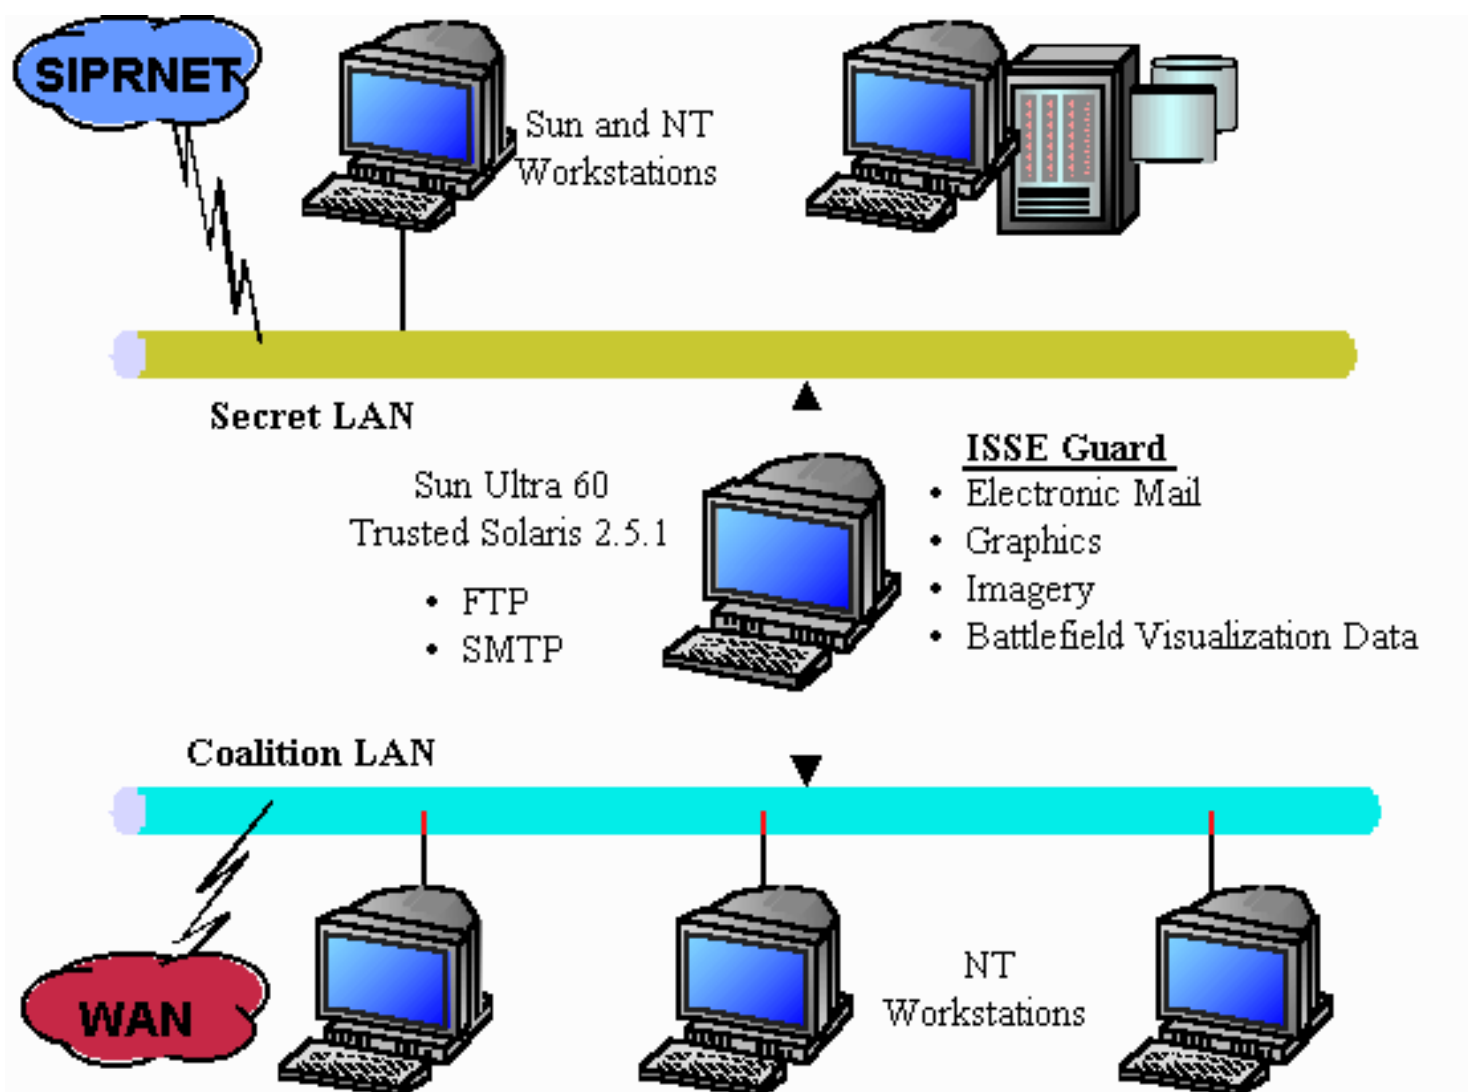 SIPRNET
Sun and NT
Workstations
Secret LAN
Sun Ultra 60
Trusted Solaris 2.5.1
• FTP
• SMTP
ISSE Guard
• Electronic Mail
• Graphics
• Imagery
• Battlefield Visualization Data
Coalition LAN
WAN
NT
Workstations